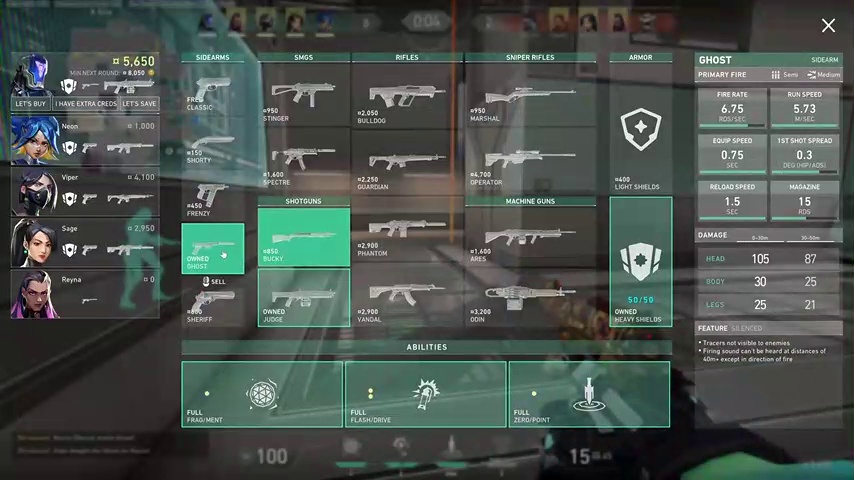 0:04
2
5,650
MIN NEXT ROUND: 8,050
LET'S BUY
I HAVE EXTRA CREDS
LET'S SAVE
Neon
1,000
Viper
4,100
Sage
2,950
Reyna
0
SIDEARMS
FREE
CLASSIC
150
SHORTY
450
FRENZY
OWNED
GHOST
SELL
800
SHERIFF
SMGS
950
STINGER
1,600
SPECTRE
SHOTGUNS
850
BUCKY
OWNED
JUDGE
RIFLES
2,050
BULLDOG
2,250
GUARDIAN
2,900
PHANTOM
2,900
VANDAL
SNIPER RIFLES
950
MARSHAL
4,700
OPERATOR
MACHINE GUNS
1,600
ARES
3,200
ODIN
ARMOR
400
LIGHT SHIELDS
50/50
OWNED
HEAVY SHIELDS
ABILITIES
FULL
FRAG/MENT
FULL
FLASH/DRIVE
FULL
ZERO/POINT
GHOST
SIDEARM
PRIMARY FIRE
Semi
Medium
FIRE RATE
6.75
RDS/SEC
RUN SPEED
5.73
M/SEC
EQUIP SPEED
0.75
SEC
1ST SHOT SPREAD
0.3
DEG (HIP/ADS)
RELOAD SPEED
1.5
SEC
MAGAZINE
15
RDS
DAMAGE
0-30m
30-50m
HEAD
105
87
BODY
30
25
LEGS
25
21
FEATURE SILENCED
• Tracers not visible to enemies
• Firing sound can't be heard at distances of
40m+ except in direction of fire
100
15